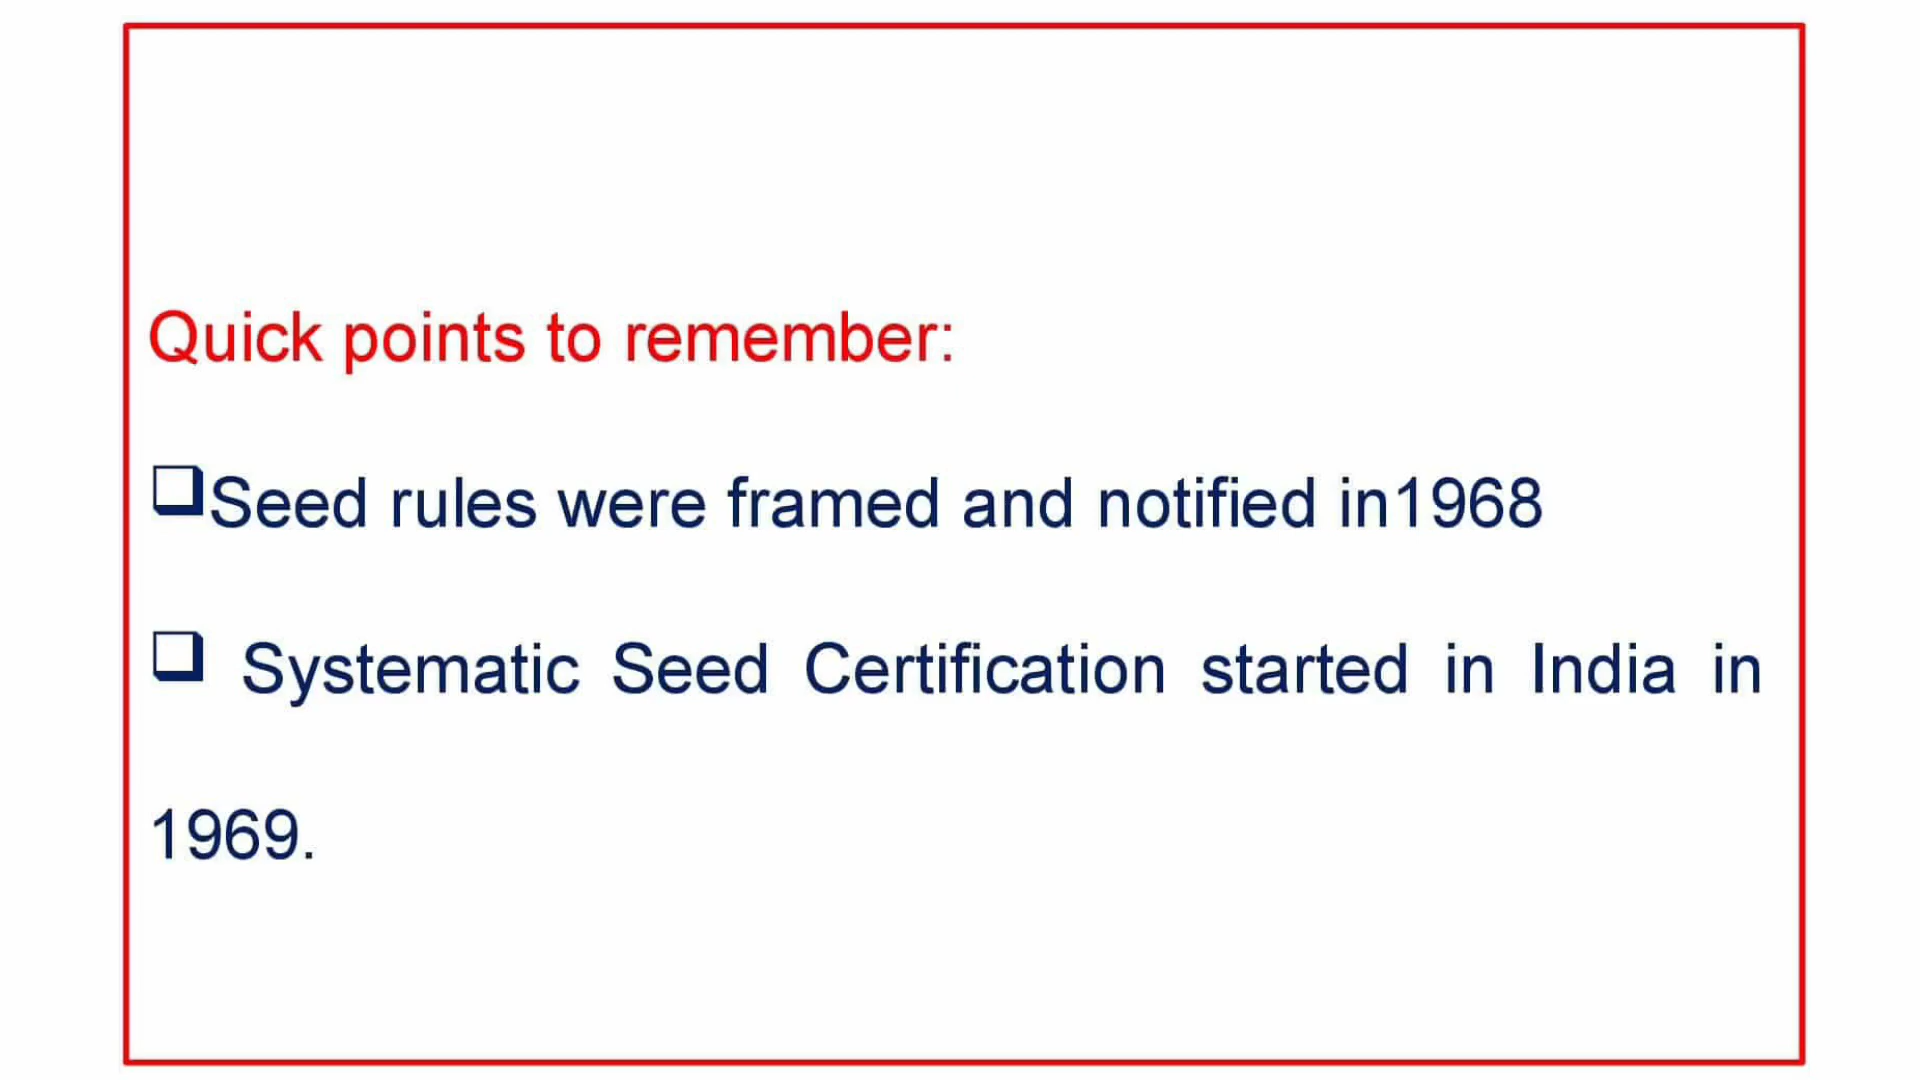 Quick points to remember:
❑Seed rules were framed and notified in1968
❑ Systematic Seed Certification started in India in
1969.